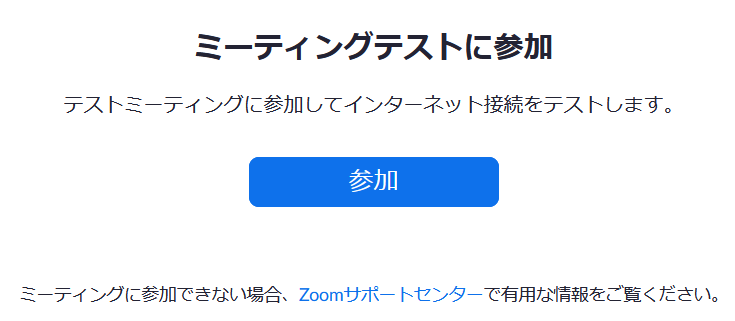 ミーティングテストに参加
テストミーティングに参加してインターネット接続をテストします。
参加
ミーティングに参加できない場合、Zoomサポートセンターで有用な情報をご覧ください。